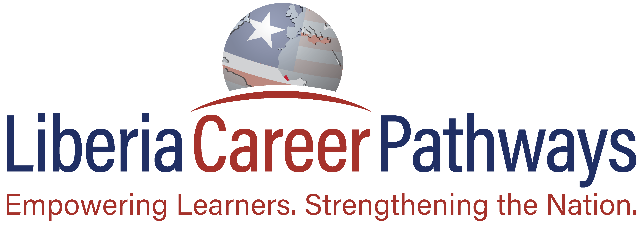 Liberia Career Pathways
Empowering Learners. Strengthening the Nation.